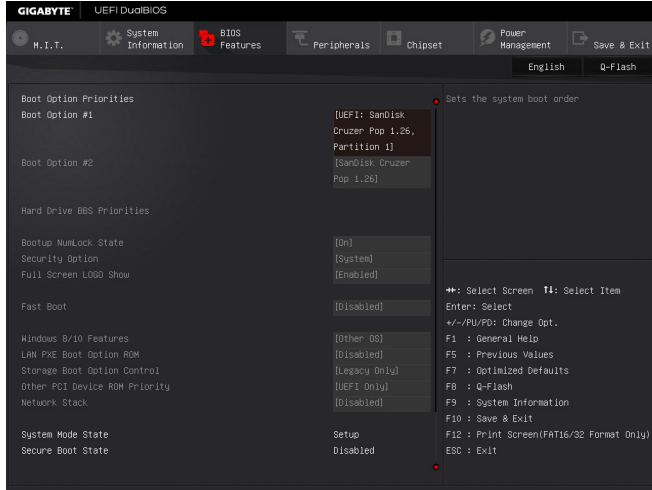 GIGABYTE™ UEFI DualBIOS
M.I.T.
System Information
BIOS Features
Peripherals
Chipset
Power Management
Save & Exit
English Q-Flash
Boot Option Priorities
Boot Option #1 [UEFI: SanDisk
Cruzer Pop 1.26,
Partition 1]
Boot Option #2 [SanDisk Cruzer
Pop 1.26]
Hard Drive BBS Priorities
Bootup NumLock State [On]
Security Option [System]
Full Screen LOGO Show [Enabled]
Fast Boot [Disabled]
Windows 8/10 Features [Other OS]
LAN PXE Boot Option ROM [Disabled]
Storage Boot Option Control [Legacy Only]
Other PCI Device ROM Priority [UEFI Only]
Network Stack [Disabled]
System Mode State Setup
Secure Boot State Disabled
Sets the system boot order
→←: Select Screen ↑↓: Select Item
Enter: Select
+/-/PU/PD: Change Opt.
F1 : General Help
F5 : Previous Values
F7 : Optimized Defaults
F8 : Q-Flash
F9 : System Information
F10 : Save & Exit
F12 : Print Screen(FAT16/32 Format Only)
ESC : Exit